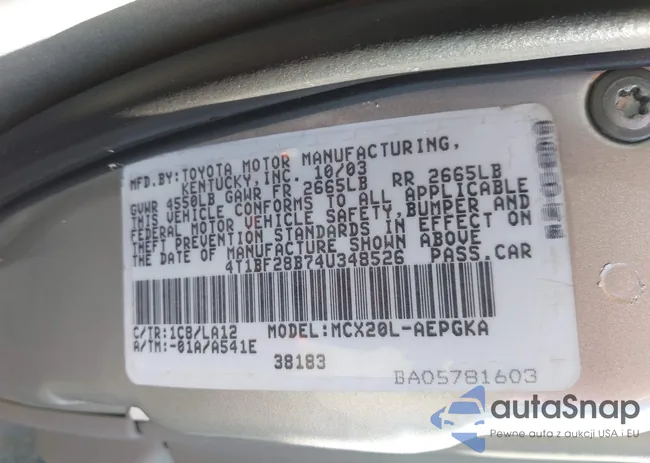 MFD.BY:TOYOTA MOTOR MANUFACTURING,
KENTUCKY, INC. 10/03
GVWR 4550LB GAWR FR 2665LB RR 2665LB
THIS VEHICLE CONFORMS TO ALL APPLICABLE
FEDERAL MOTOR VEHICLE SAFETY,BUMPER AND
THEFT PREVENTION STANDARDS IN EFFECT ON
THE DATE OF MANUFACTURE SHOWN ABOVE
4T1BF28B74U348526 PASS.CAR
C/TR:1C8/LA12 MODEL:MCX20L-AEPGKA
A/TM:-01A/A541E
38183
BA05781603
autoSnap
Pewne auta z aukcji USA i EU